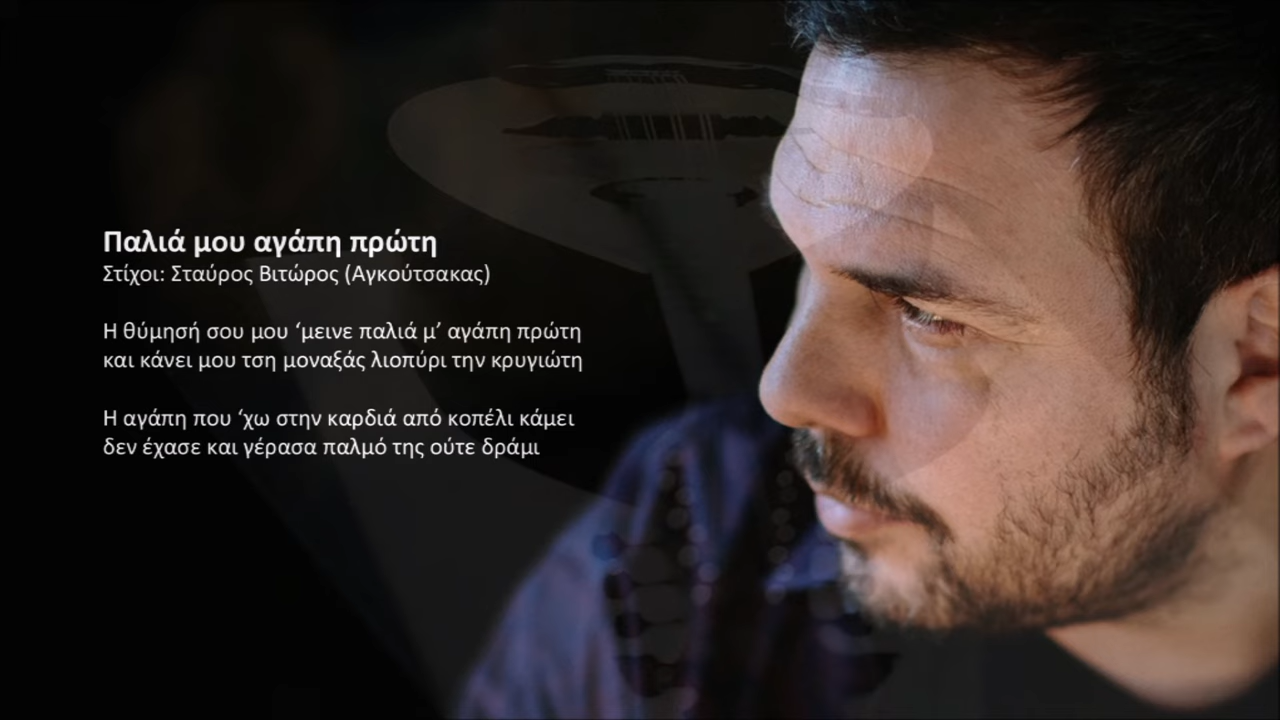 Παλιά μου αγάπη πρώτη
Στίχοι: Σταύρος Βιτώρος (Αγκούτσακας)
Η θύμησή σου μου ‘μεινε παλιά μ’ αγάπη πρώτη
και κάνει μου τση μοναξάς λιοπύρι την κρυγιώτη
Η αγάπη που ‘χω στην καρδιά από κοπέλι κάμει
δεν έχασε και γέρασα παλμό της ούτε δράμι